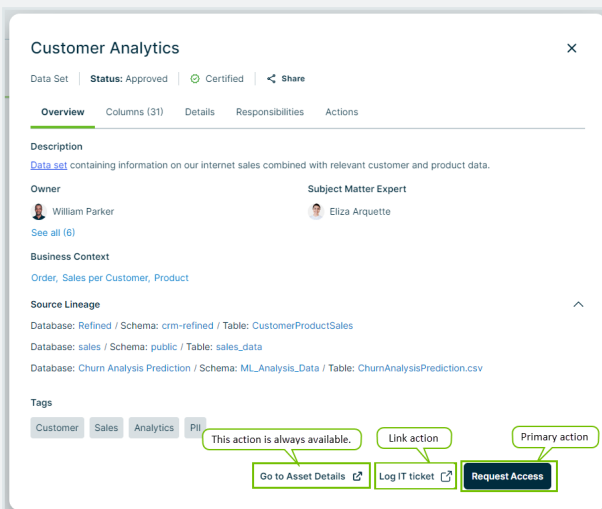 Customer Analytics
Data Set Status: Approved Certified Share
Overview Columns (31) Details Responsibilities Actions
Description
Data set containing information on our internet sales combined with relevant customer and product data.
Owner Subject Matter Expert
William Parker Eliza Arquette
See all (6)
Business Context
Order, Sales per Customer, Product
Source Lineage
Database: Refined / Schema: crm-refined / Table: CustomerProductSales
Database: sales / Schema: public / Table: sales_data
Database: Churn Analysis Prediction / Schema: ML_Analysis_Data / Table: ChurnAnalysisPrediction.csv
Tags
Customer Sales Analytics PII
This action is always available. Link action Primary action
Go to Asset Details Log IT ticket Request Access